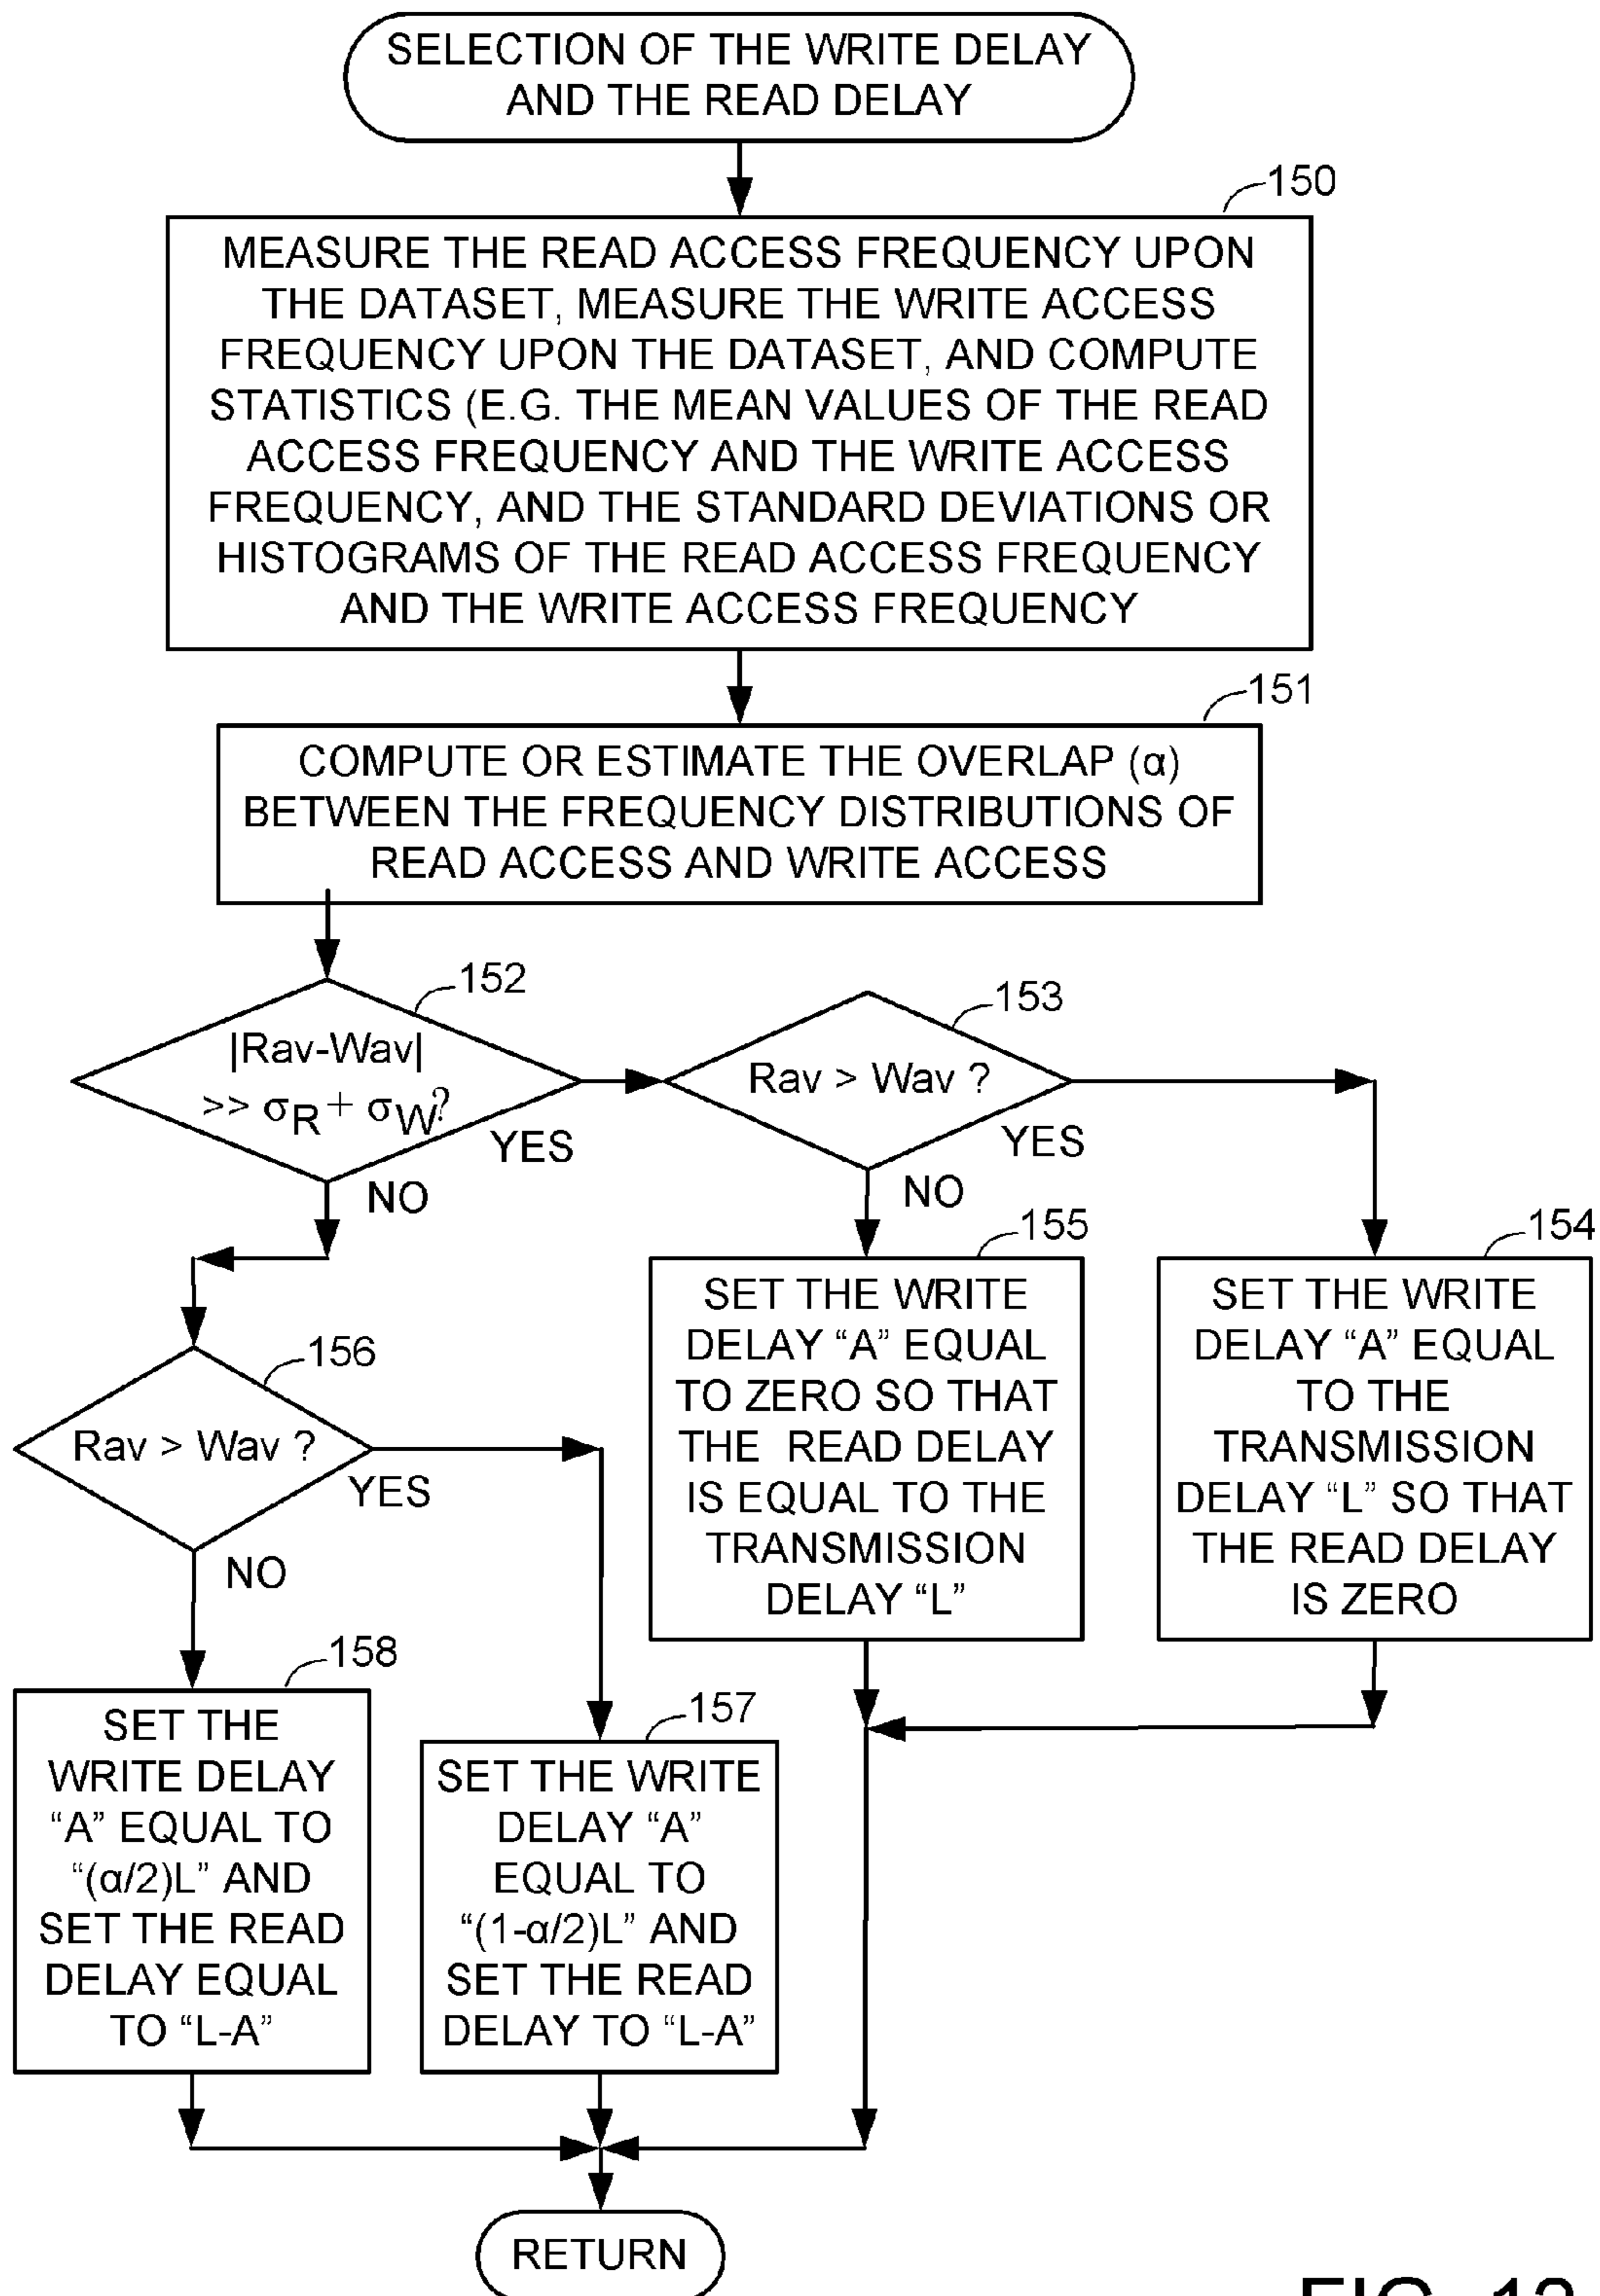 SELECTION OF THE WRITE DELAY
AND THE READ DELAY
150
MEASURE THE READ ACCESS FREQUENCY UPON
THE DATASET, MEASURE THE WRITE ACCESS
FREQUENCY UPON THE DATASET, AND COMPUTE
STATISTICS (E.G. THE MEAN VALUES OF THE READ
ACCESS FREQUENCY AND THE WRITE ACCESS
FREQUENCY, AND THE STANDARD DEVIATIONS OR
HISTOGRAMS OF THE READ ACCESS FREQUENCY
AND THE WRITE ACCESS FREQUENCY
151
COMPUTE OR ESTIMATE THE OVERLAP (α)
BETWEEN THE FREQUENCY DISTRIBUTIONS OF
READ ACCESS AND WRITE ACCESS
152
|Rav-Wav|
>> σR + σW?
YES
NO
153
Rav > Wav ?
YES
NO
155
SET THE WRITE
DELAY “A” EQUAL
TO ZERO SO THAT
THE READ DELAY
IS EQUAL TO THE
TRANSMISSION
DELAY “L”
154
SET THE WRITE
DELAY “A” EQUAL
TO THE
TRANSMISSION
DELAY “L” SO THAT
THE READ DELAY
IS ZERO
156
Rav > Wav ?
YES
NO
158
SET THE
WRITE DELAY
“A” EQUAL TO
“(α/2)L” AND
SET THE READ
DELAY EQUAL
TO “L-A”
157
SET THE WRITE
DELAY “A”
EQUAL TO
“(1-α/2)L” AND
SET THE READ
DELAY TO “L-A”
RETURN